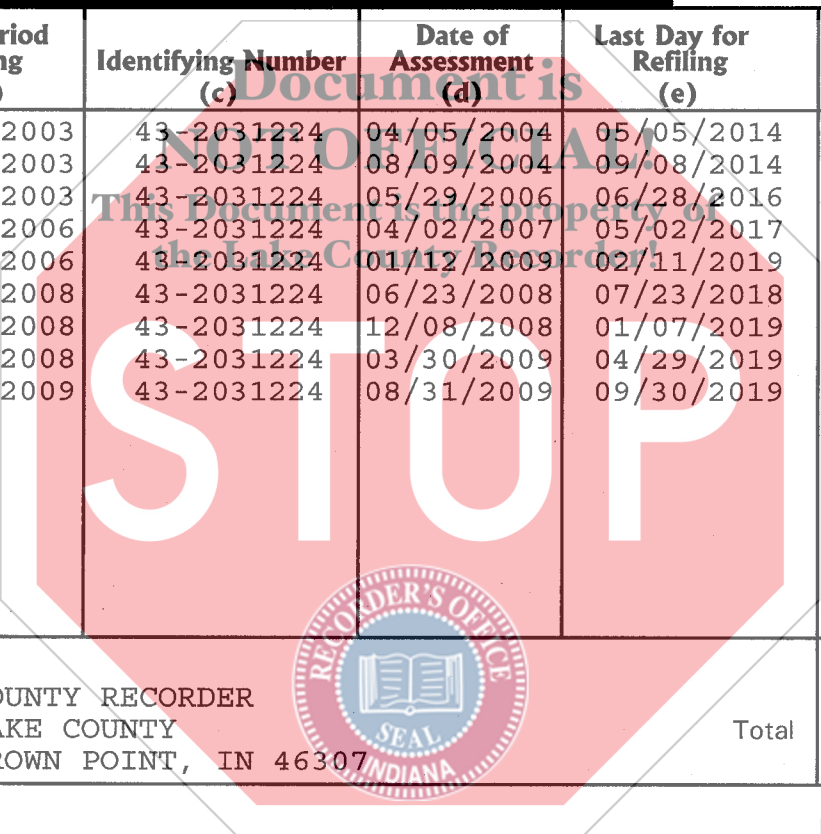 riod
ng
)
Identifying Number
(c)
Date of
Assessment
(d)
Last Day for
Refiling
(e)
Document is
NOT OFFICIAL!
This Document is the property of
the Lake County Recorder!
2003 43-2031224 04/05/2004 05/05/2014
2003 43-2031224 08/09/2004 09/08/2014
2003 43-2031224 05/29/2006 06/28/2016
2006 43-2031224 04/02/2007 05/02/2017
2006 43-2031224 01/12/2009 02/11/2019
2008 43-2031224 06/23/2008 07/23/2018
2008 43-2031224 12/08/2008 01/07/2019
2008 43-2031224 03/30/2009 04/29/2019
2009 43-2031224 08/31/2009 09/30/2019
STOP
RECORDER'S OFFICE
SEAL
INDIANA
OUNTY RECORDER
AKE COUNTY
ROWN POINT, IN 46307
Total